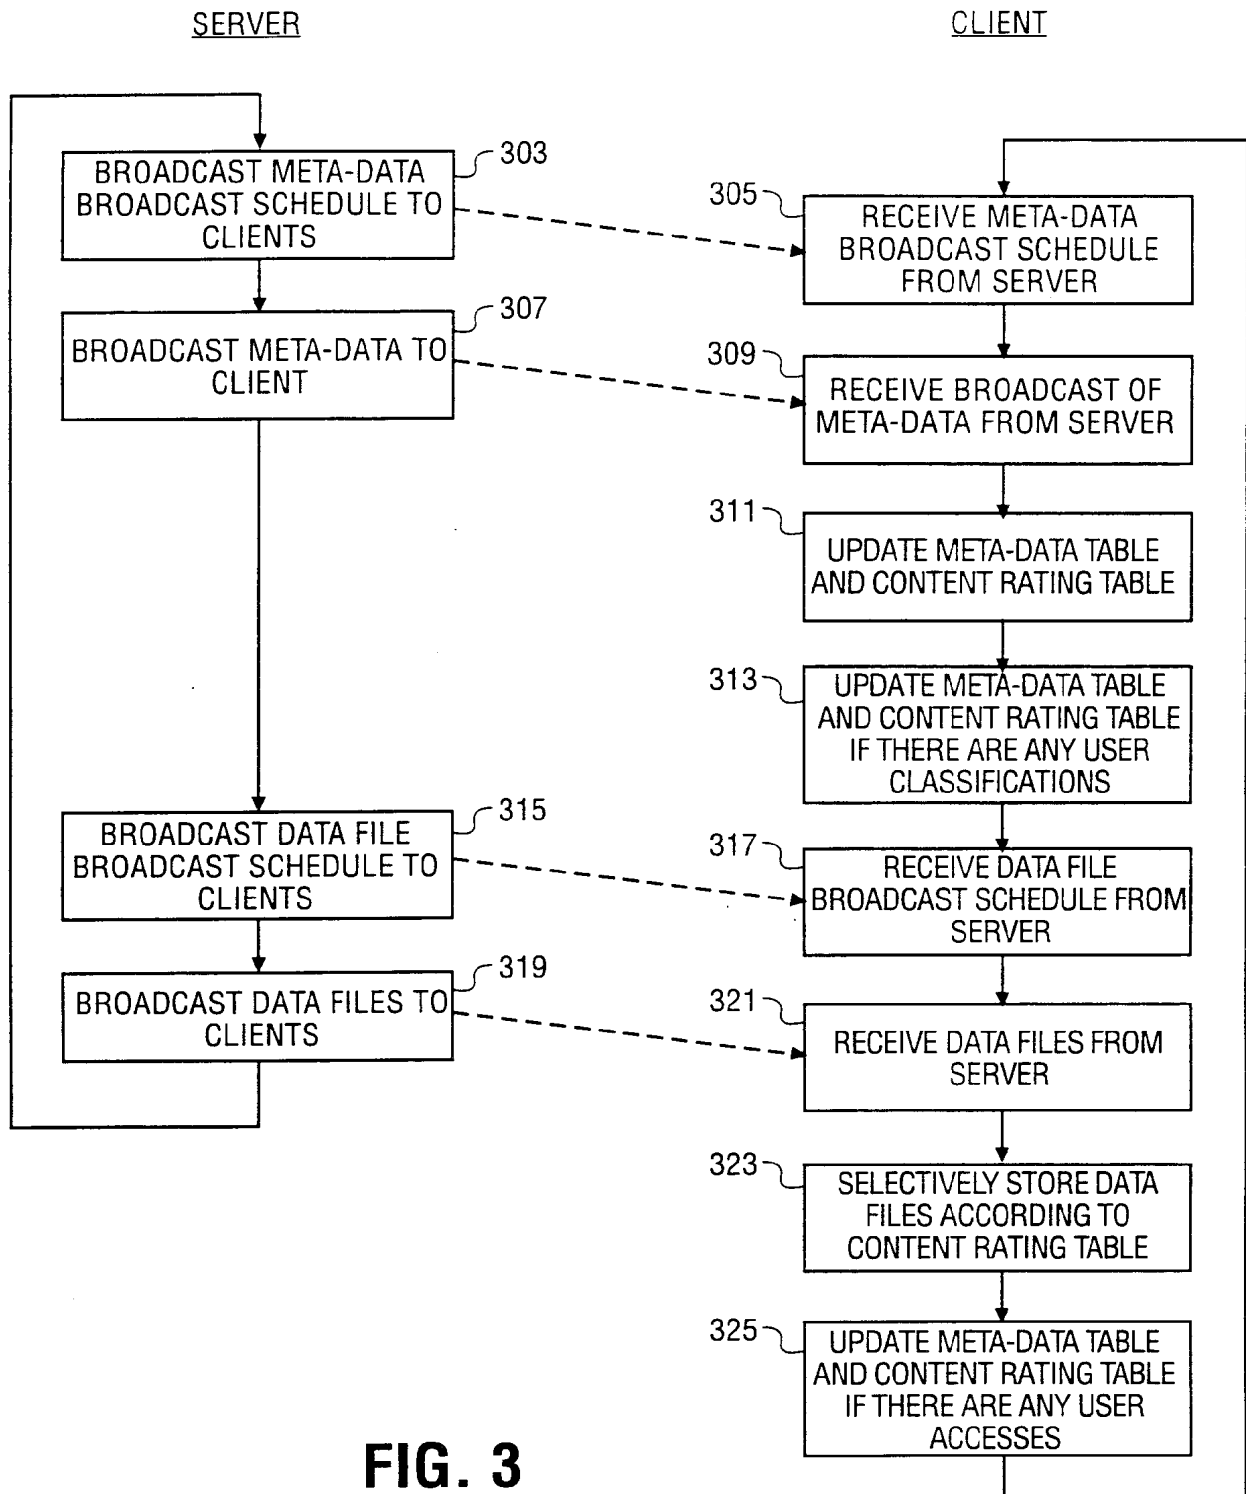 SERVER
CLIENT
303
BROADCAST META-DATA
BROADCAST SCHEDULE TO
CLIENTS
305
RECEIVE META-DATA
BROADCAST SCHEDULE
FROM SERVER
307
BROADCAST META-DATA TO
CLIENT
309
RECEIVE BROADCAST OF
META-DATA FROM SERVER
311
UPDATE META-DATA TABLE
AND CONTENT RATING TABLE
313
UPDATE META-DATA TABLE
AND CONTENT RATING TABLE
IF THERE ARE ANY USER
CLASSIFICATIONS
315
BROADCAST DATA FILE
BROADCAST SCHEDULE TO
CLIENTS
317
RECEIVE DATA FILE
BROADCAST SCHEDULE FROM
SERVER
319
BROADCAST DATA FILES TO
CLIENTS
321
RECEIVE DATA FILES FROM
SERVER
323
SELECTIVELY STORE DATA
FILES ACCORDING TO
CONTENT RATING TABLE
325
UPDATE META-DATA TABLE
AND CONTENT RATING TABLE
IF THERE ARE ANY USER
ACCESSES
FIG. 3